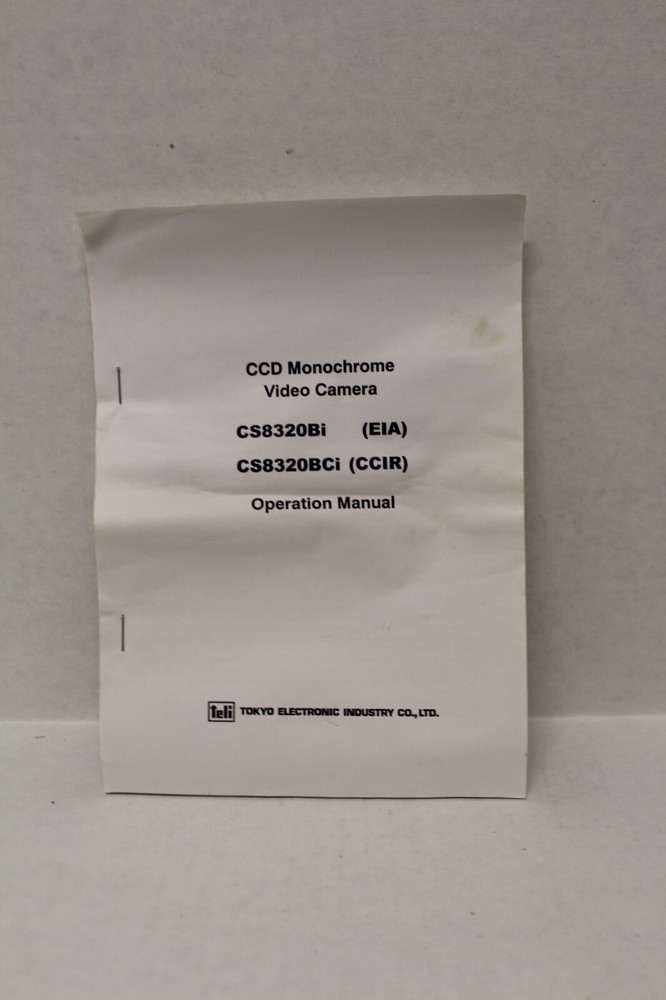 CCD Monochrome
Video Camera
CS8320Bi (EIA)
CS8320BCi (CCIR)
Operation Manual
Teli TOKYO ELECTRONIC INDUSTRY CO., LTD.